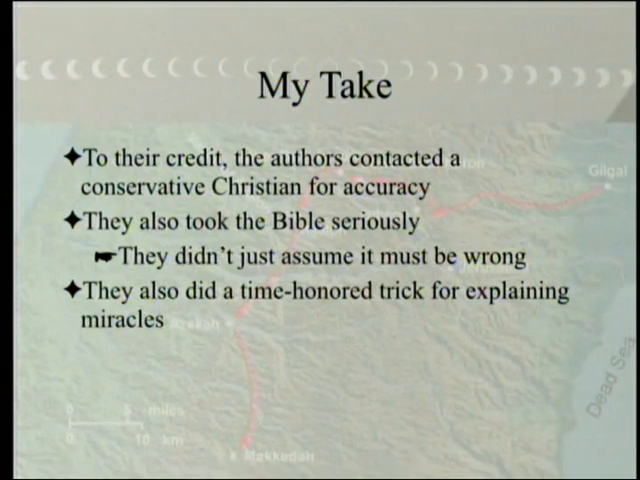 My Take
To their credit, the authors contacted a
conservative Christian for accuracy
They also took the Bible seriously
They didn't just assume it must be wrong
They also did a time-honored trick for explaining
miracles
Gilgal
Azekah
Dead Sea
0 5 miles
0 10 km
Makkedah